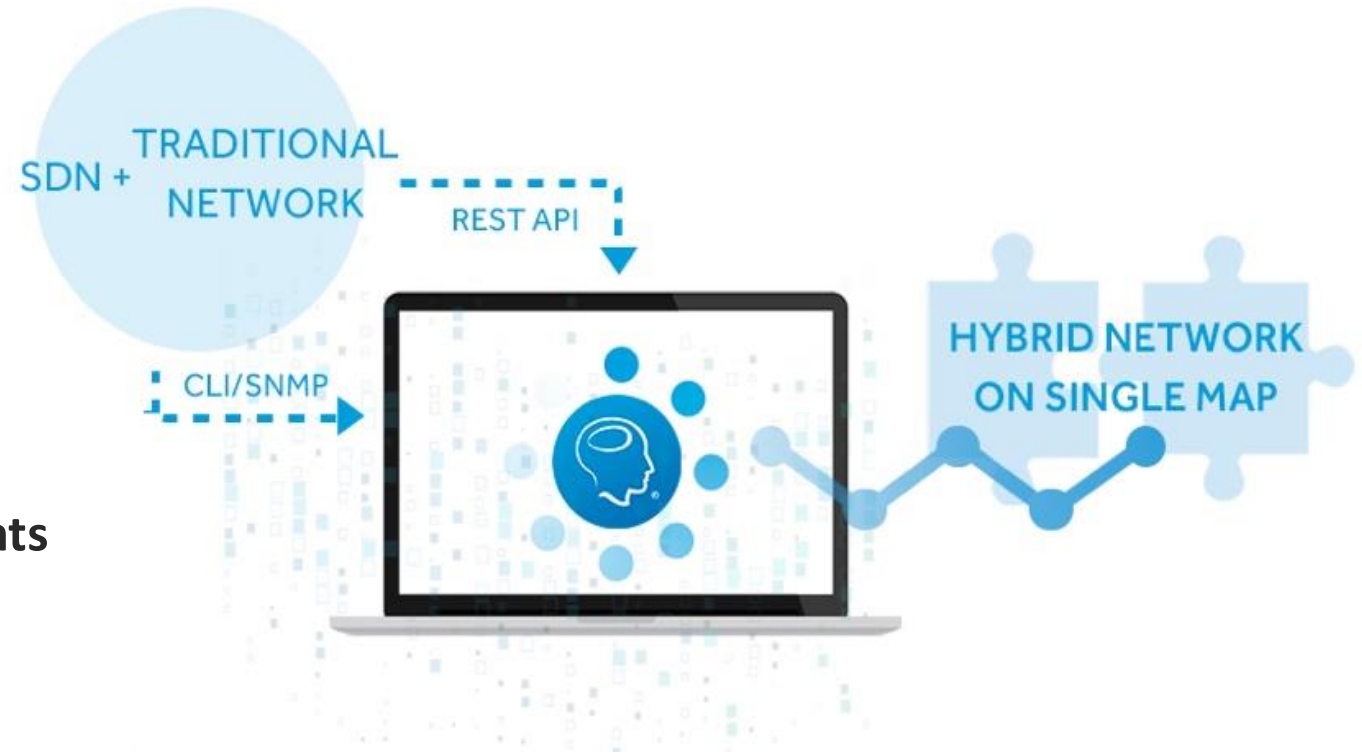 TRADITIONAL
SDN +
NETWORK
REST API
HYBRID NETWORK
CLI/SNMP
ON SINGLE MAP
®